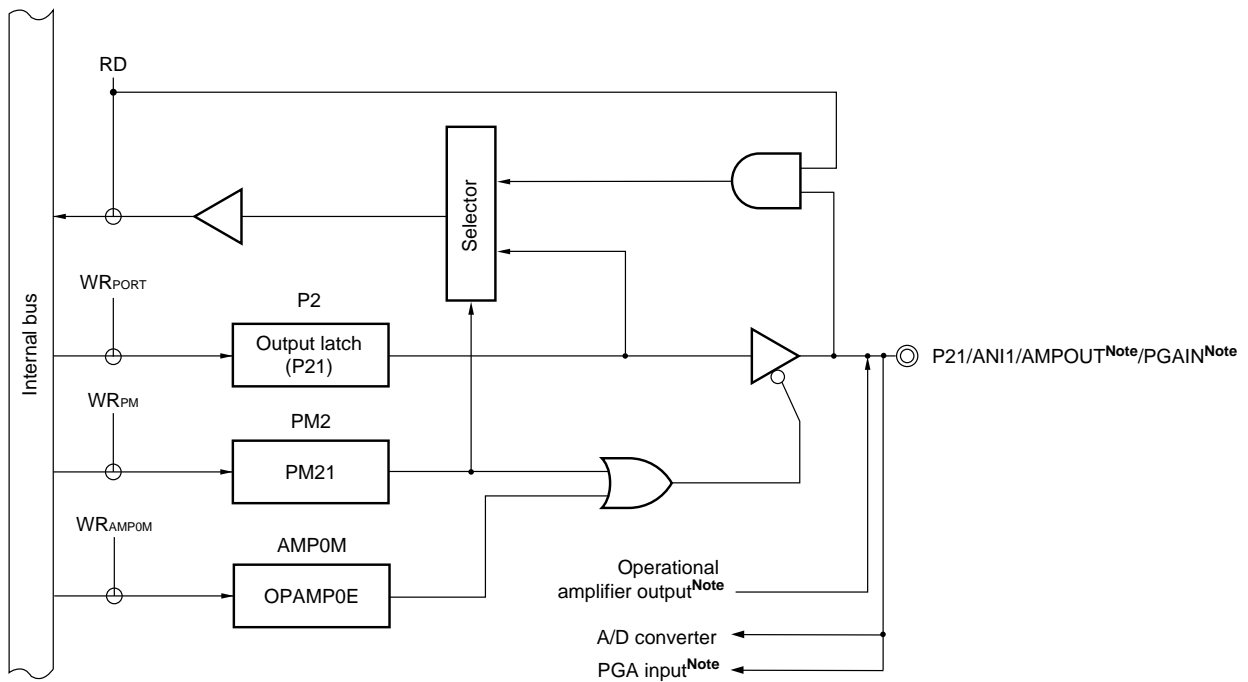 RD
Selector
Internal bus
WRPORT
P2
Output latch
(P21)
P21/ANI1/AMPOUTNote/PGAINNote
WRPM
PM2
PM21
WRAMP0M
AMP0M
OPAMP0E
Operational
amplifier outputNote
A/D converter
PGA inputNote